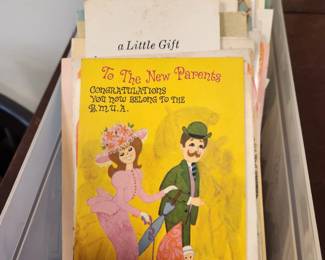 a Little Gift
To The New Parents
CONGRATULATIONS
YOU NOW BELONG TO THE
B.M.U.A.